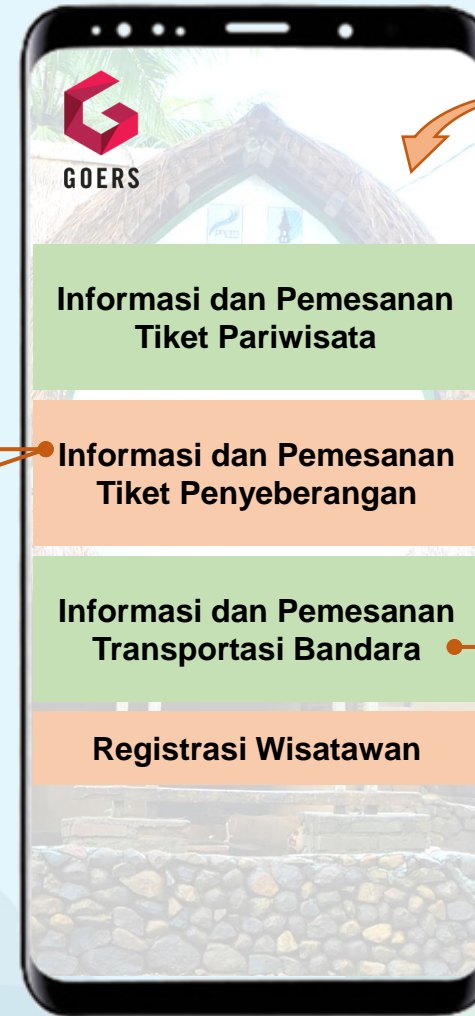 GOERS
Informasi dan Pemesanan
Tiket Pariwisata
Informasi dan Pemesanan
Tiket Penyeberangan
Informasi dan Pemesanan
Transportasi Bandara
Registrasi Wisatawan